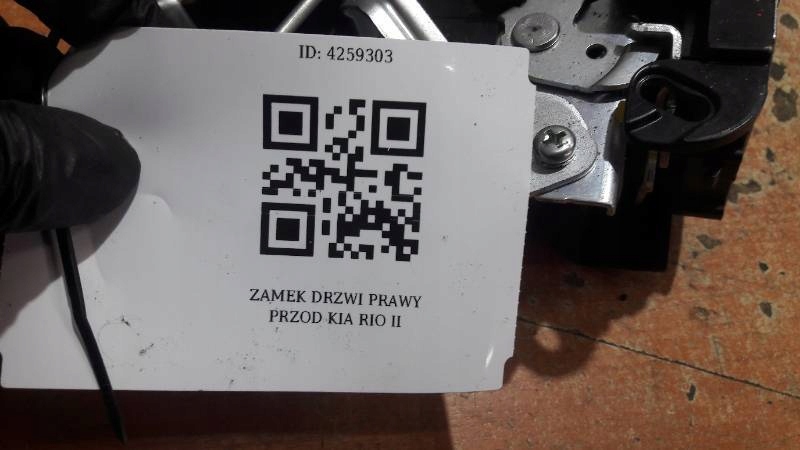 ID: 4259303
ZAMEK DRZWI PRAWY
PRZOD KIA RIO II